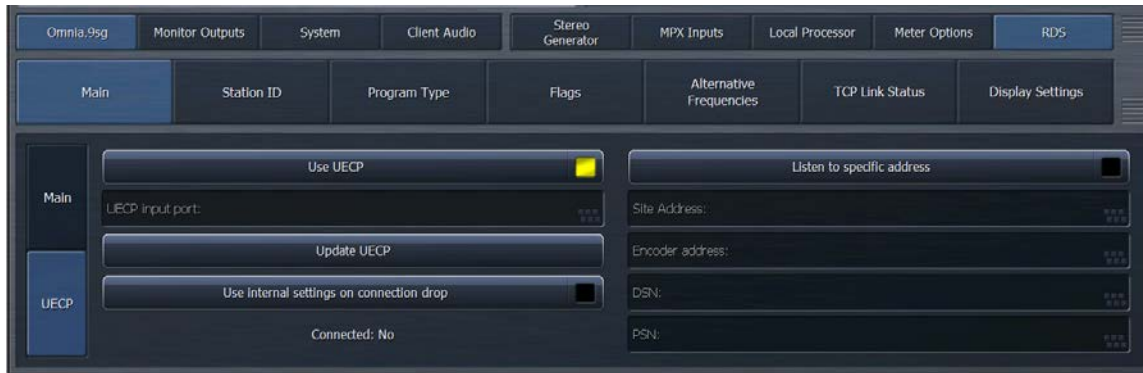 Omnia.9sg
Monitor Outputs
System
Client Audio
Stereo
Generator
MPX Inputs
Local Processor
Meter Options
RDS
Main
Station ID
Program Type
Flags
Alternative
Frequencies
TCP Link Status
Display Settings
Main
UECP
Use UECP
UECP input port:
Update UECP
Use internal settings on connection drop
Connected: No
Listen to specific address
Site Address:
Encoder address:
DSN:
PSN: